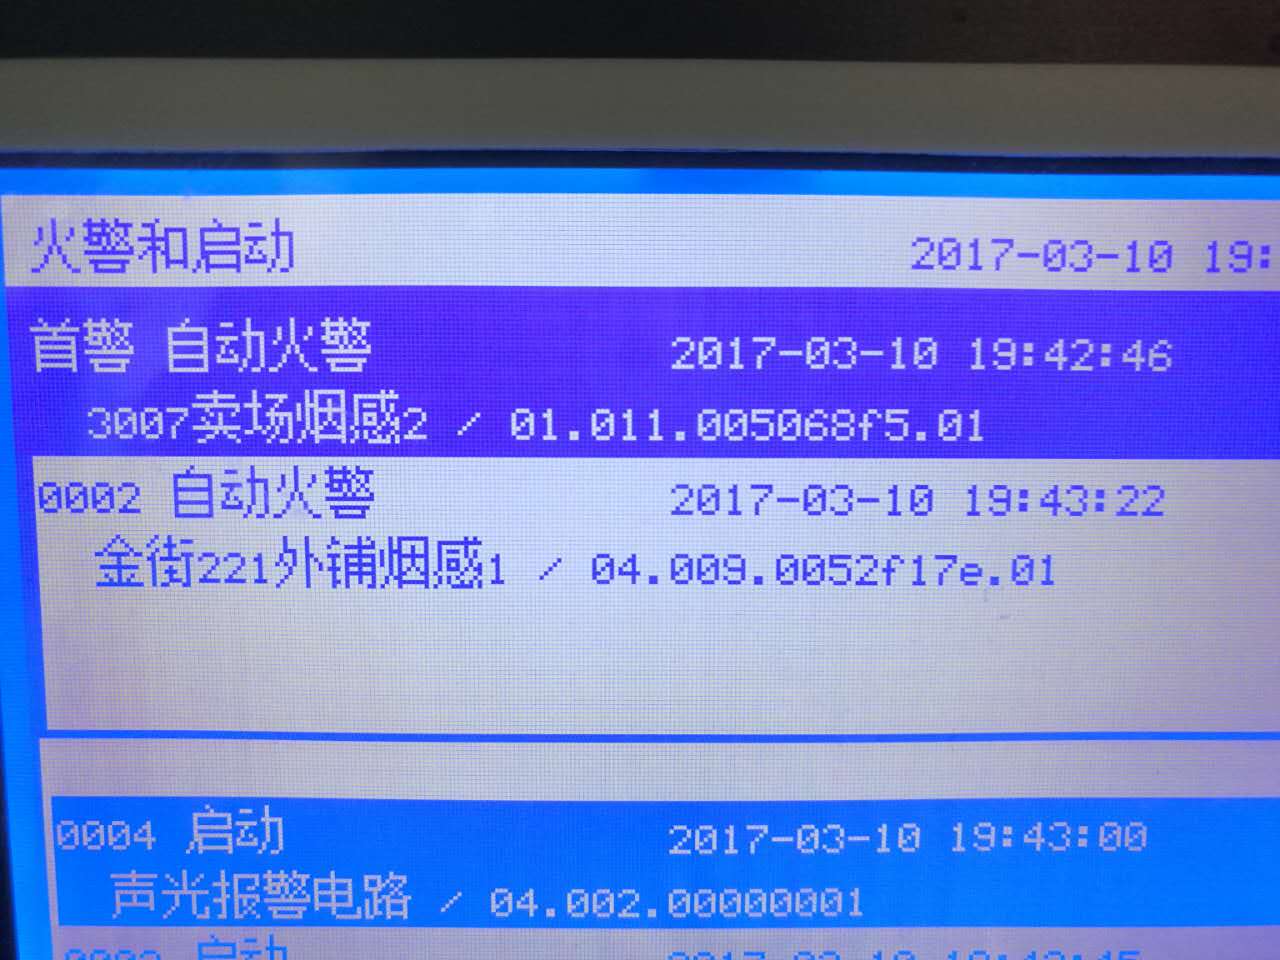 火警和启动 2017-03-10 19:
首警 自动火警 2017-03-10 19:42:46
3007卖场烟感2 / 01.011.005068f5.01
0002 自动火警 2017-03-10 19:43:22
金街221外铺烟感1 / 04.009.0052f17e.01
0004 启动 2017-03-10 19:43:00
声光报警电路 / 04.002.00000001
启动